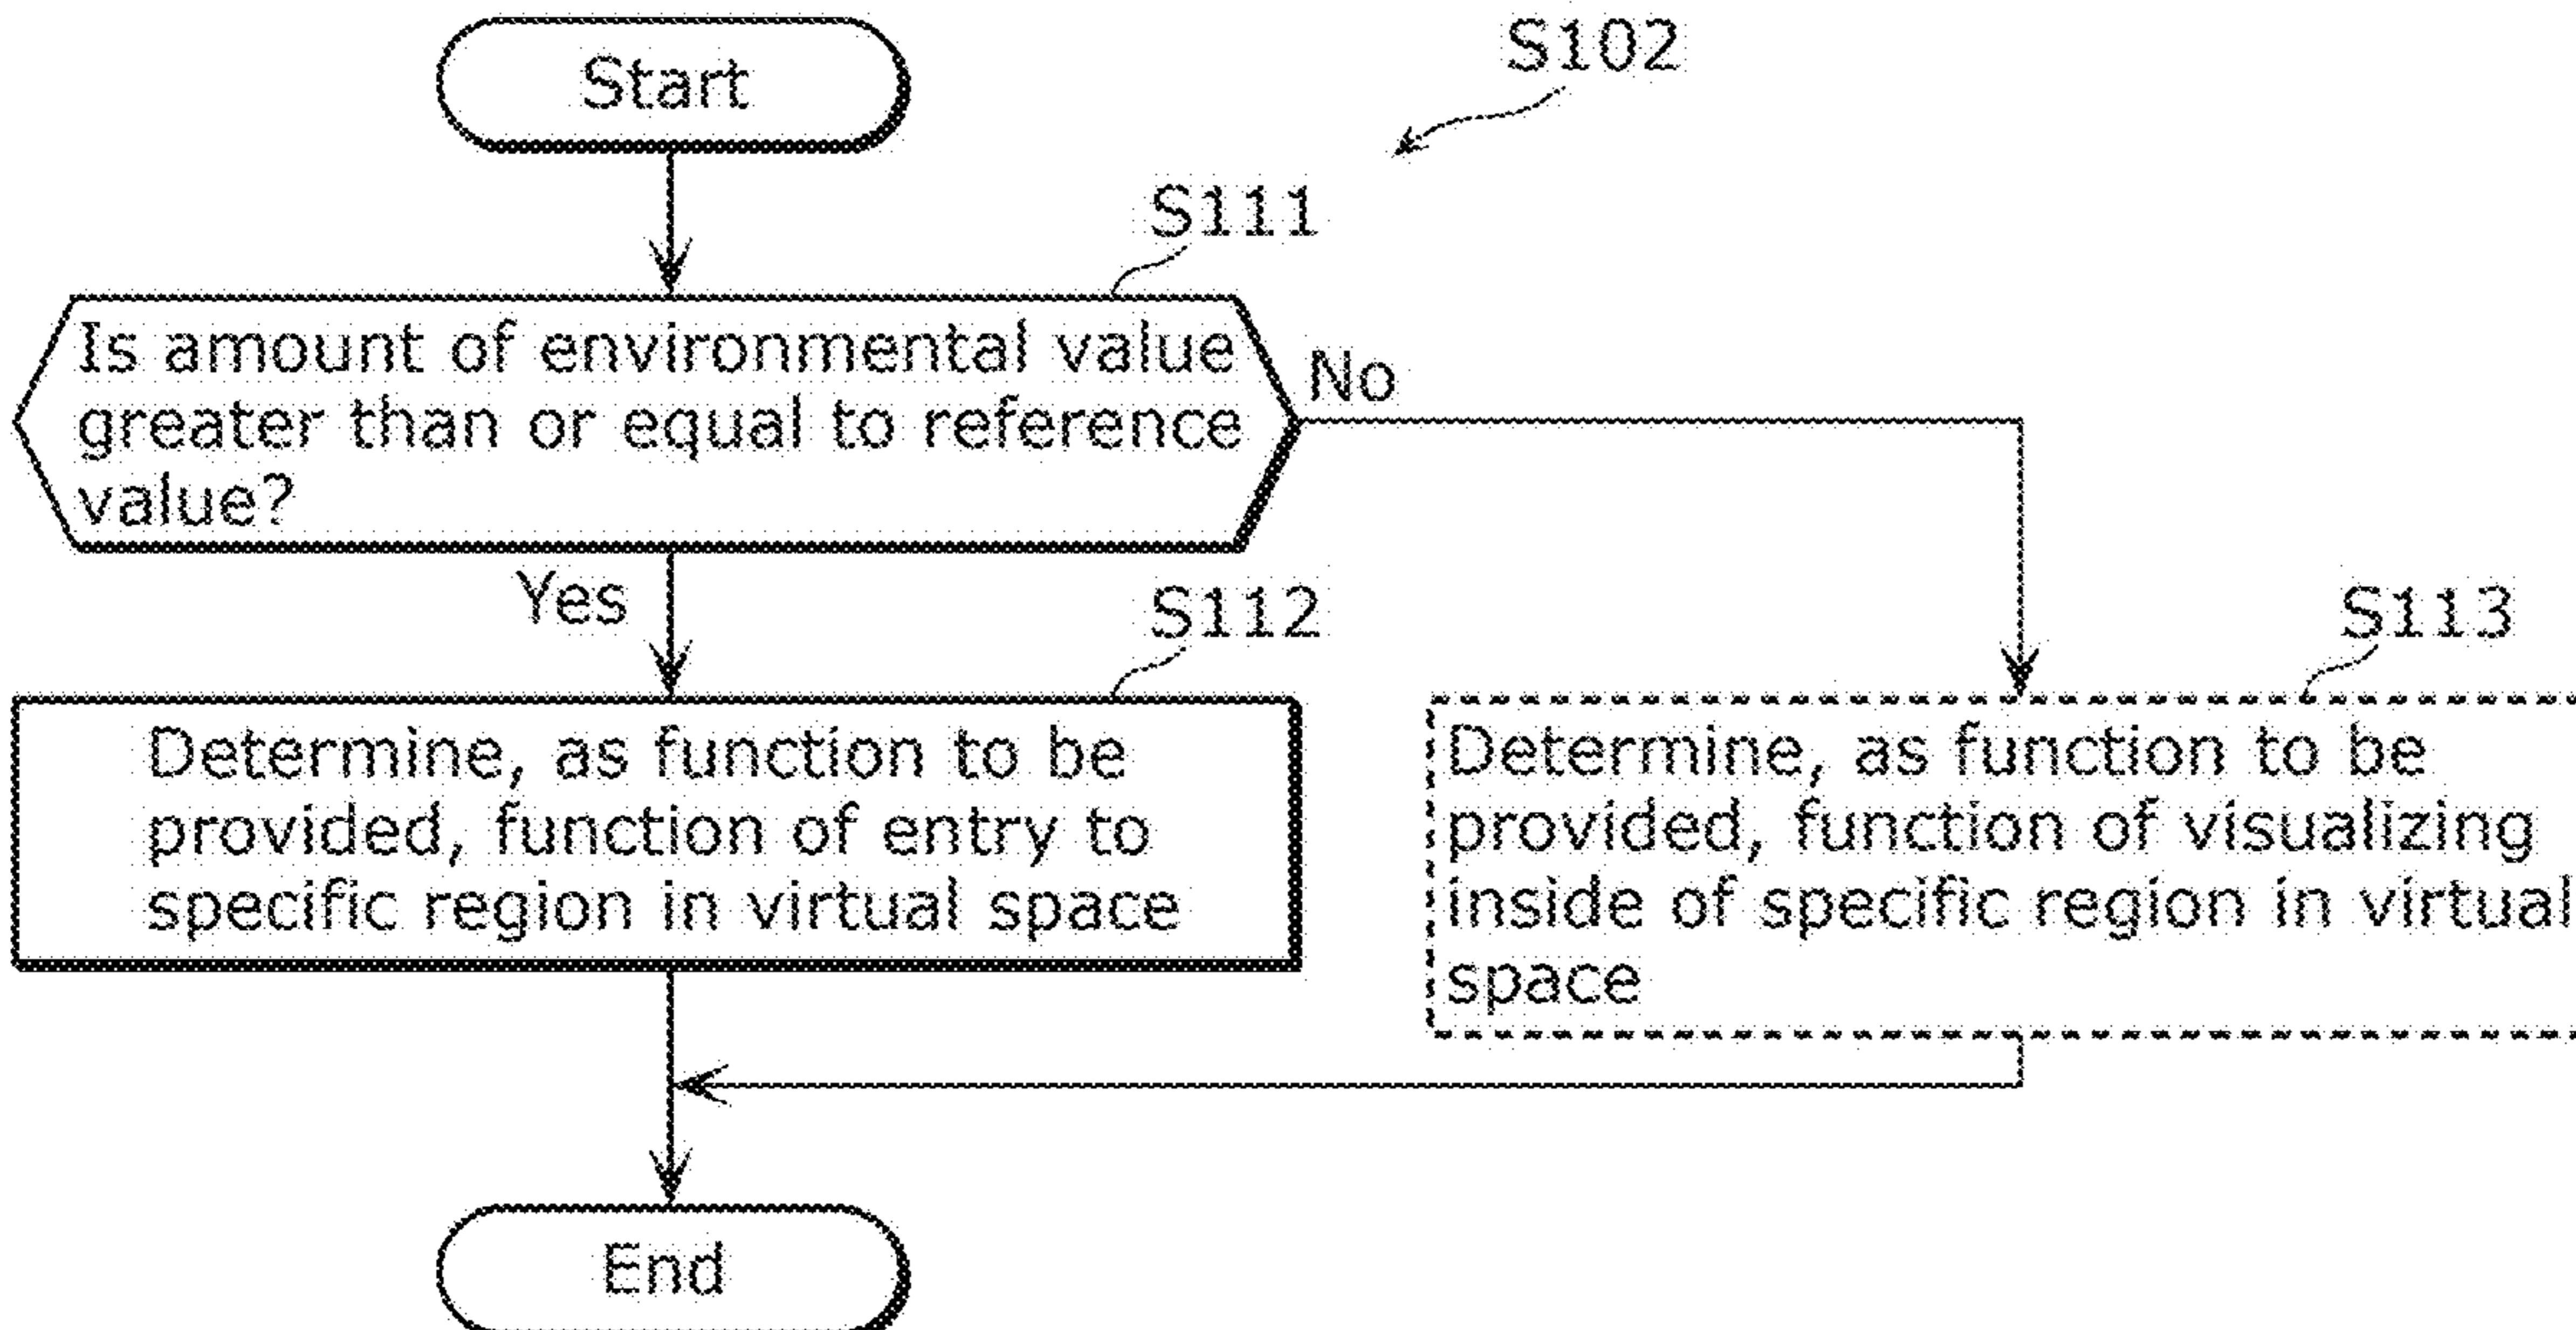 Start
S102
S111
Is amount of environmental value
greater than or equal to reference
value?
No
Yes
S112
Determine, as function to be
provided, function of entry to
specific region in virtual space
S113
Determine, as function to be
provided, function of visualizing
inside of specific region in virtual
space
End